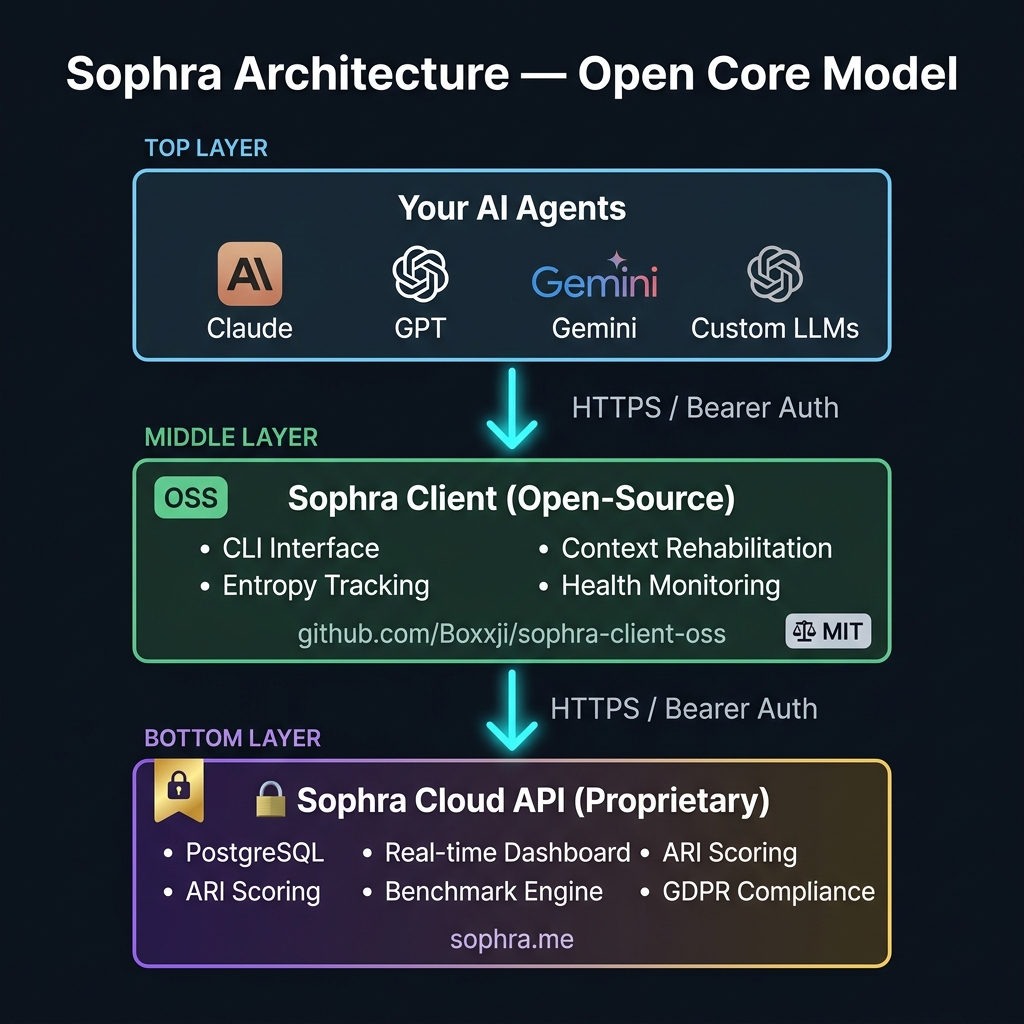 Sophra Architecture — Open Core Model
TOP LAYER
Your AI Agents
A\
Gemini
Claude
GPT
Gemini
Custom LLMs
HTTPS / Bearer Auth
MIDDLE LAYER
OSS
Sophra Client (Open-Source)
• CLI Interface
• Context Rehabilitation
• Entropy Tracking
• Health Monitoring
github.com/Boxxji/sophra-client-oss
MIT
HTTPS / Bearer Auth
BOTTOM LAYER
Sophra Cloud API (Proprietary)
• PostgreSQL
• Real-time Dashboard
• ARI Scoring
• ARI Scoring
• Benchmark Engine
• GDPR Compliance
sophra.me